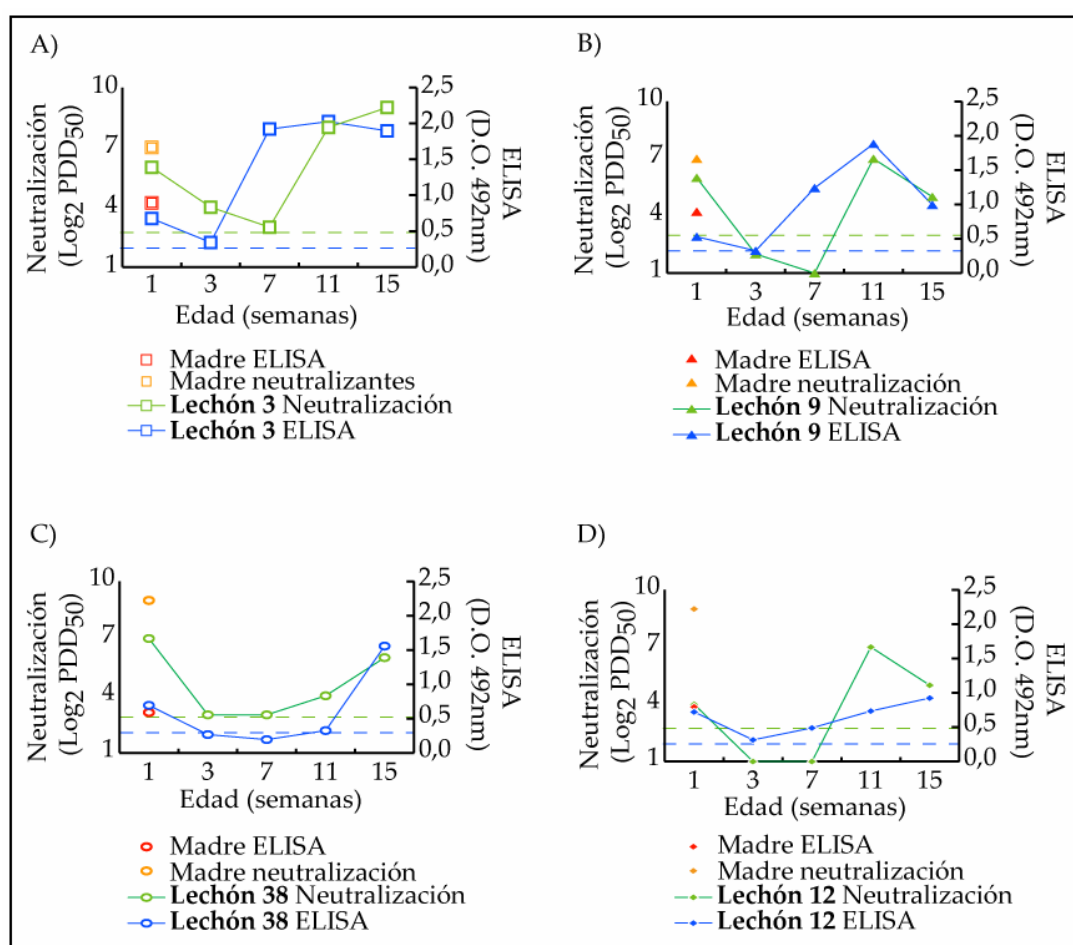 A)
Neutralización
(Log2 PDD50)
10
7
4
1
2,5
2,0
1,5
1,0
0,5
0,0
ELISA
(D.O. 492nm)
1 3 7 11 15
Edad (semanas)
Madre ELISA
Madre neutralizantes
Lechón 3 Neutralización
Lechón 3 ELISA
B)
Neutralización
(Log2 PDD50)
10
7
4
1
2,5
2,0
1,5
1,0
0,5
0,0
ELISA
(D.O. 492nm)
1 3 7 11 15
Edad (semanas)
Madre ELISA
Madre neutralización
Lechón 9 Neutralización
Lechón 9 ELISA
C)
Neutralización
(Log2 PDD50)
10
7
4
1
2,5
2,0
1,5
1,0
0,5
0,0
ELISA
(D.O. 492nm)
1 3 7 11 15
Edad (semanas)
Madre ELISA
Madre neutralización
Lechón 38 Neutralización
Lechón 38 ELISA
D)
Neutralización
(Log2 PDD50)
10
7
4
1
2,5
2,0
1,5
1,0
0,5
0,0
ELISA
(D.O. 492nm)
1 3 7 11 15
Edad (semanas)
Madre ELISA
Madre neutralización
Lechón 12 Neutralización
Lechón 12 ELISA